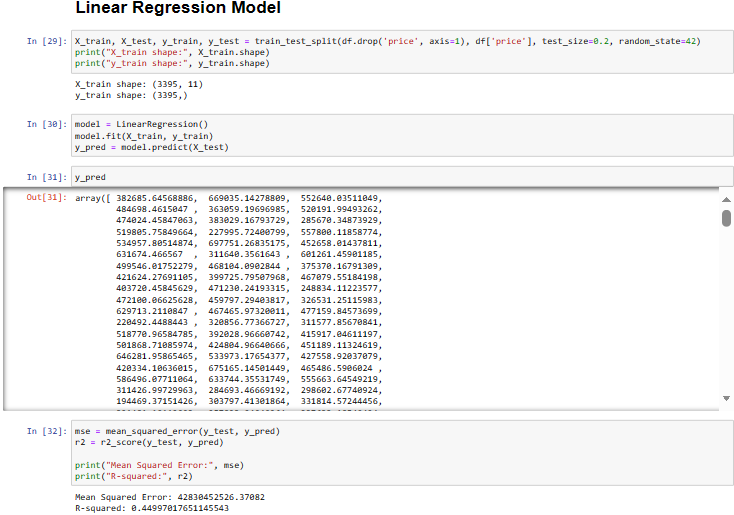 Linear Regression Model
In [29]: X_train, X_test, y_train, y_test = train_test_split(df.drop('price', axis=1), df['price'], test_size=0.2, random_state=42)
print("X_train shape:", X_train.shape)
print("y_train shape:", y_train.shape)
X_train shape: (3395, 11)
y_train shape: (3395,)
In [30]: model = LinearRegression()
model.fit(X_train, y_train)
y_pred = model.predict(X_test)
In [31]: y_pred
Out[31]: array([ 382685.64568886, 669035.14278809, 552640.03511049,
484698.4615047 , 363059.19696985, 520191.99493262,
474024.45847063, 383029.16793729, 285670.34873929,
519805.75849664, 227995.72400799, 557800.11858774,
534957.80514874, 697751.26835175, 452658.01437811,
631674.466567 , 311640.3561643 , 601261.45901185,
499546.01752279, 468104.0902844 , 375370.16791309,
421624.27691105, 399725.79507968, 467079.55184198,
403720.45845629, 471230.24193315, 248834.11223577,
472100.06625628, 459797.29403817, 326531.25115983,
629713.2110847 , 467465.97320011, 477159.84573699,
220492.4488443 , 320856.77366727, 311577.85670841,
518770.96584785, 392028.96660742, 415917.04611197,
501868.71085974, 424804.96640666, 451189.11324619,
646281.95865465, 533973.17654377, 427558.92037079,
420334.10636015, 675165.14501449, 465486.5906024 ,
586496.07711064, 633744.35531749, 555663.64549219,
311426.99729963, 284693.46669192, 298602.67740924,
194469.37151426, 303797.41301864, 331814.57244456,
In [32]: mse = mean_squared_error(y_test, y_pred)
r2 = r2_score(y_test, y_pred)
print("Mean Squared Error:", mse)
print("R-squared:", r2)
Mean Squared Error: 42830452526.37082
R-squared: 0.44997017651145543